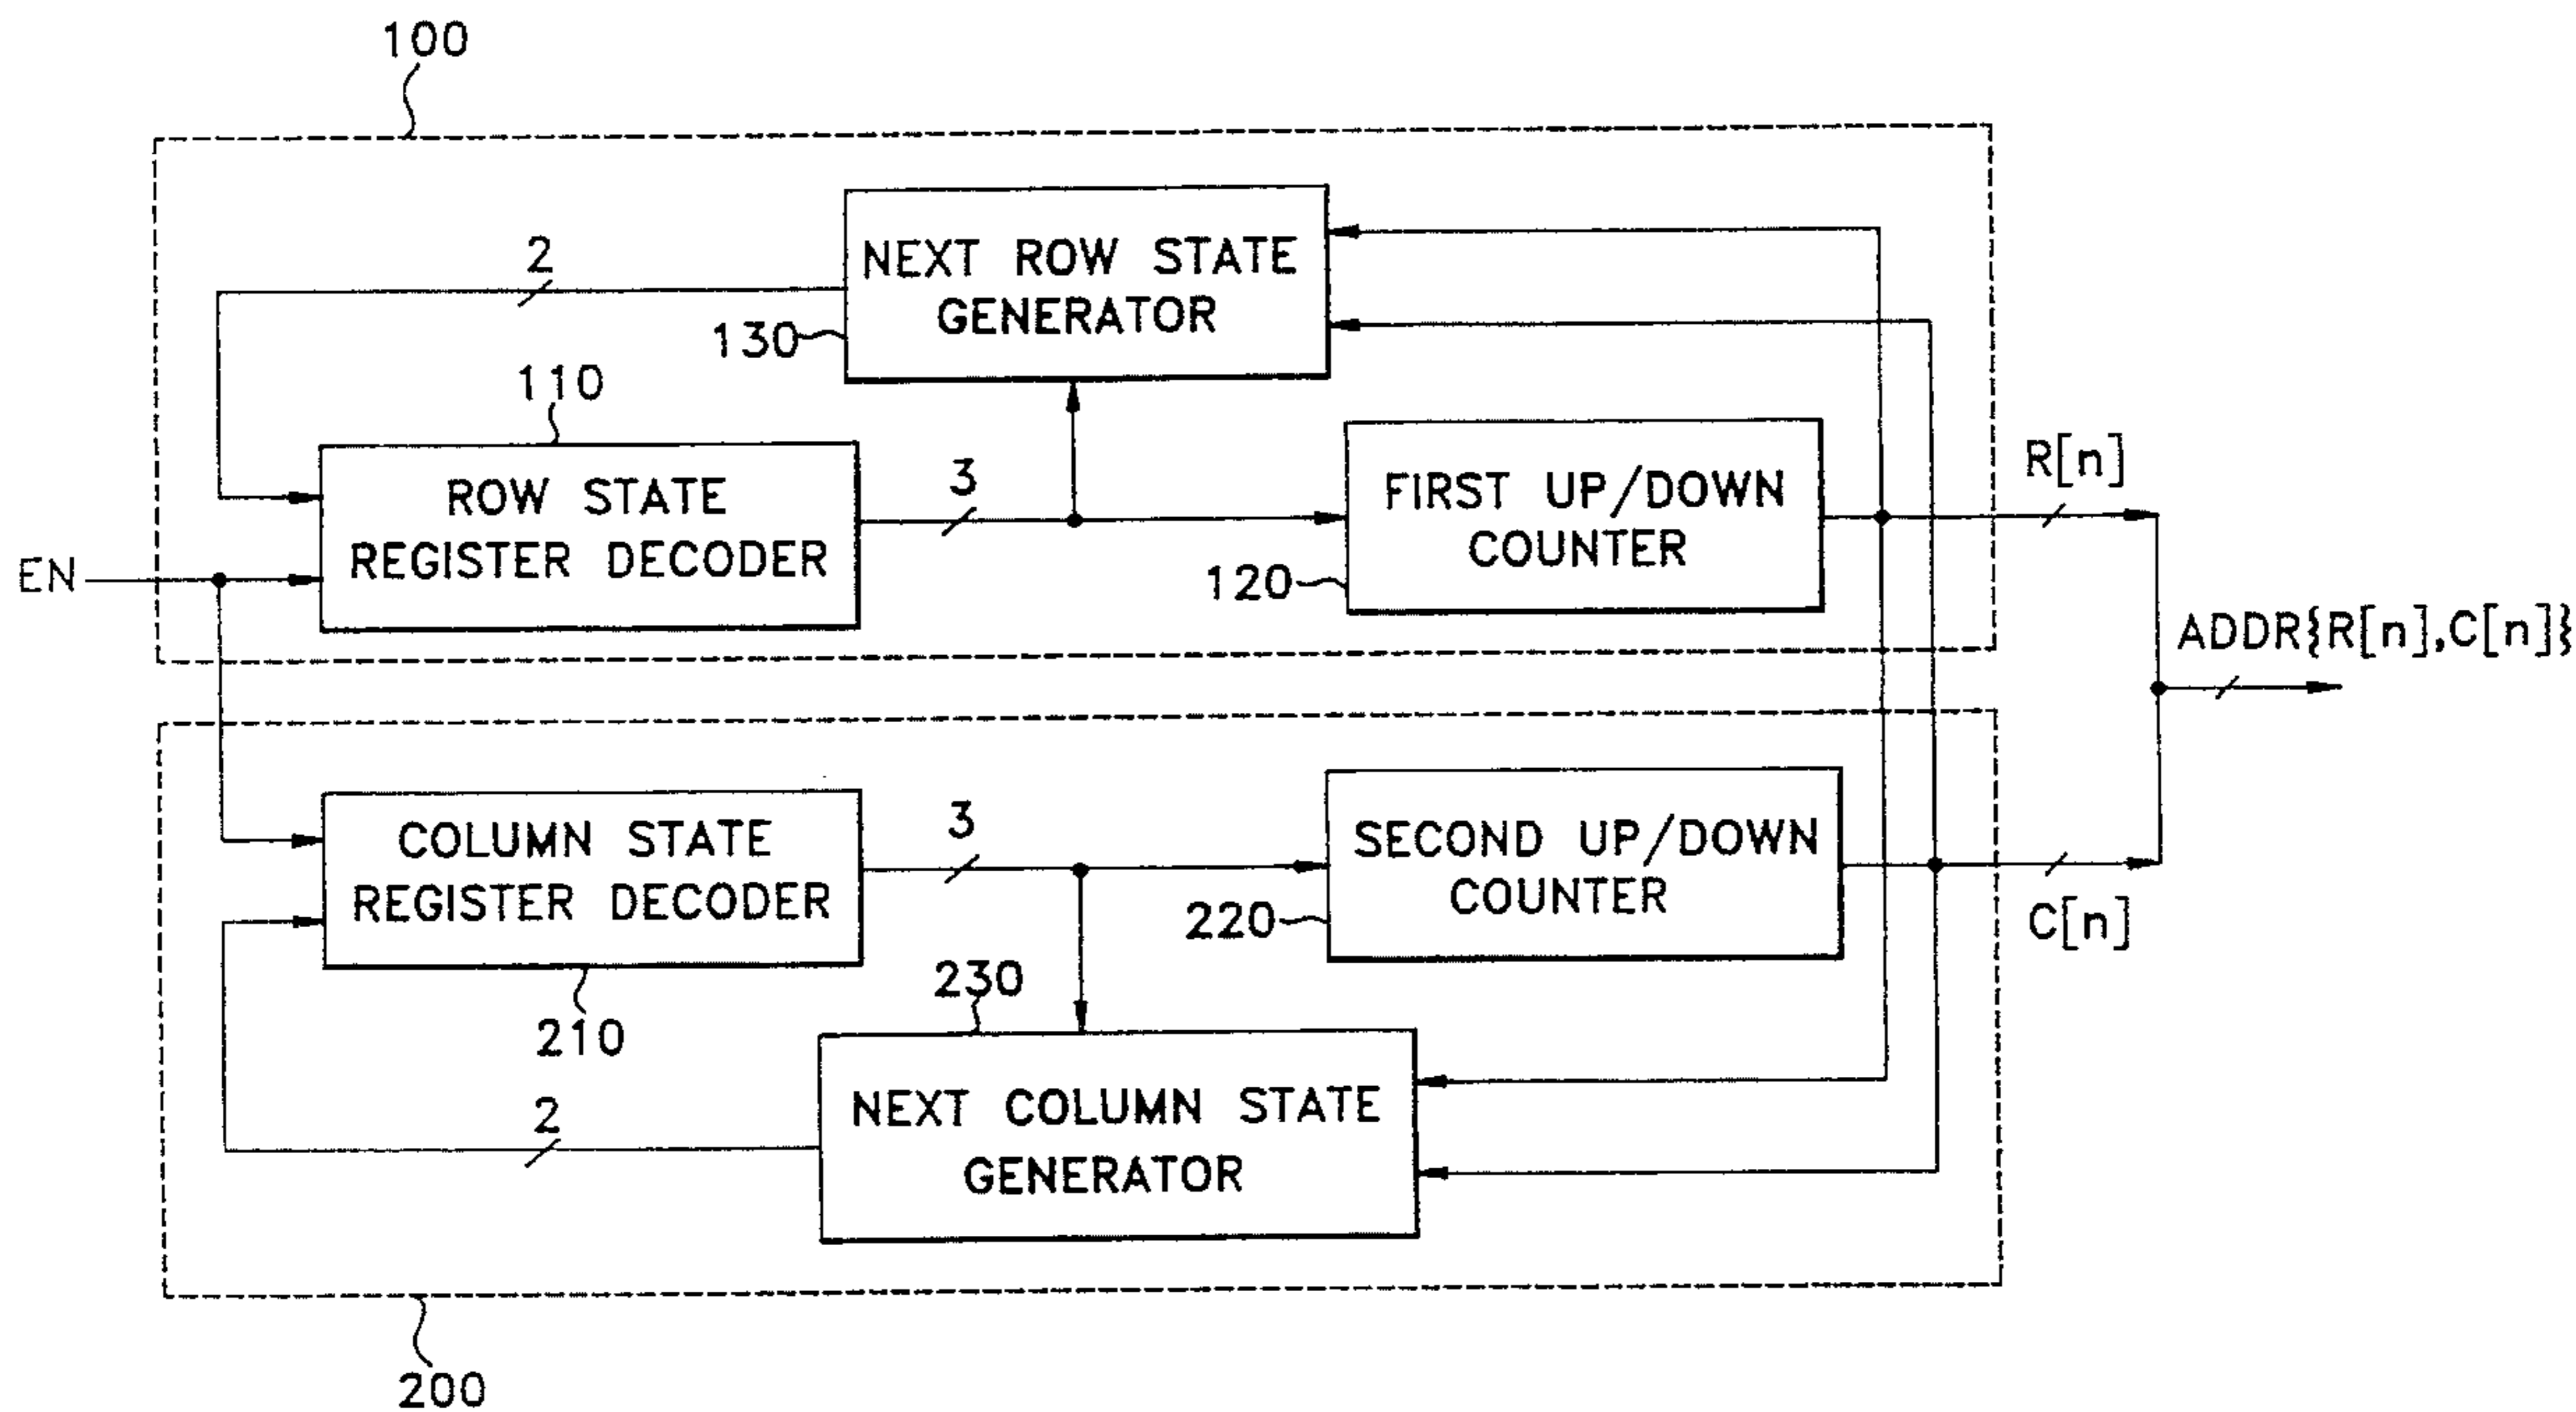 100
NEXT ROW STATE
GENERATOR
2
130
110
ROW STATE
REGISTER DECODER
3
FIRST UP/DOWN
COUNTER
120
R[n]
EN
ADDR{R[n],C[n]}
COLUMN STATE
REGISTER DECODER
3
SECOND UP/DOWN
COUNTER
220
C[n]
230
210
NEXT COLUMN STATE
GENERATOR
2
200